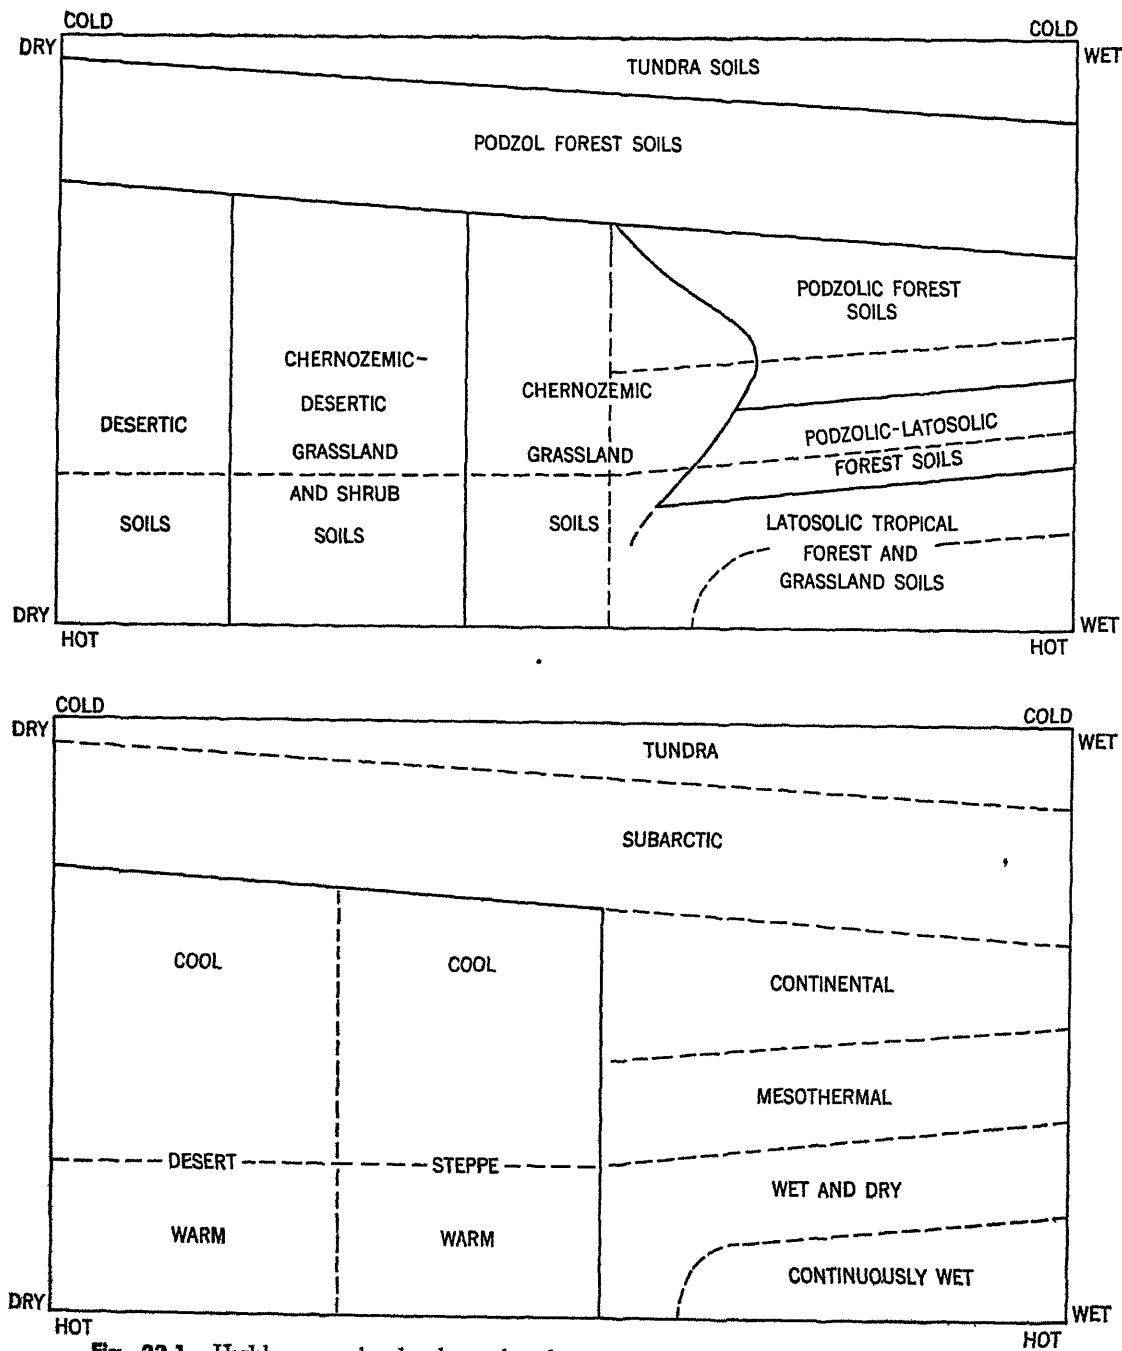 COLD
COLD
DRY
WET
TUNDRA SOILS
PODZOL FOREST SOILS
PODZOLIC FOREST
SOILS
CHERNOZEMIC-
DESERTIC
GRASSLAND
AND SHRUB
SOILS
CHERNOZEMIC
GRASSLAND
SOILS
DESERTIC
SOILS
PODZOLIC-LATOSOLIC
FOREST SOILS
LATOSOLIC TROPICAL
FOREST AND
GRASSLAND SOILS
DRY
WET
HOT
HOT
COLD
COLD
DRY
WET
TUNDRA
SUBARCTIC
COOL
COOL
CONTINENTAL
MESOTHERMAL
DESERT
STEPPE
WET AND DRY
WARM
WARM
CONTINUOUSLY WET
DRY
WET
HOT
HOT